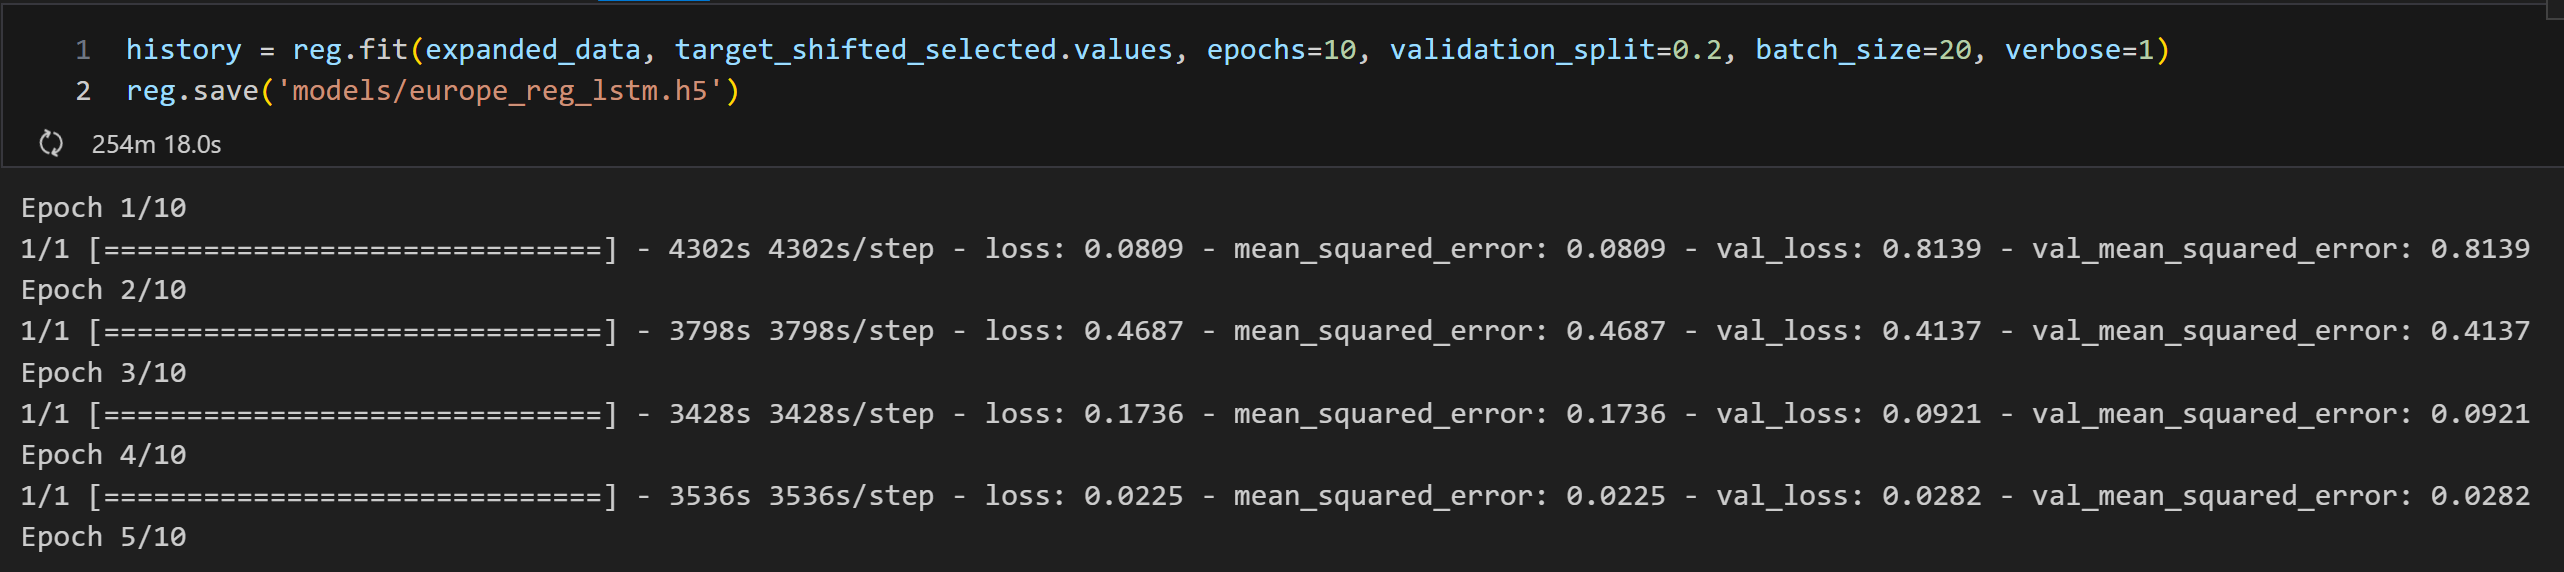 1 history = reg.fit(expanded_data, target_shifted_selected.values, epochs=10, validation_split=0.2, batch_size=20, verbose=1)
2 reg.save('models/europe_reg_lstm.h5')
254m 18.0s
Epoch 1/10
1/1 [==============================] - 4302s 4302s/step - loss: 0.0809 - mean_squared_error: 0.0809 - val_loss: 0.8139 - val_mean_squared_error: 0.8139
Epoch 2/10
1/1 [==============================] - 3798s 3798s/step - loss: 0.4687 - mean_squared_error: 0.4687 - val_loss: 0.4137 - val_mean_squared_error: 0.4137
Epoch 3/10
1/1 [==============================] - 3428s 3428s/step - loss: 0.1736 - mean_squared_error: 0.1736 - val_loss: 0.0921 - val_mean_squared_error: 0.0921
Epoch 4/10
1/1 [==============================] - 3536s 3536s/step - loss: 0.0225 - mean_squared_error: 0.0225 - val_loss: 0.0282 - val_mean_squared_error: 0.0282
Epoch 5/10